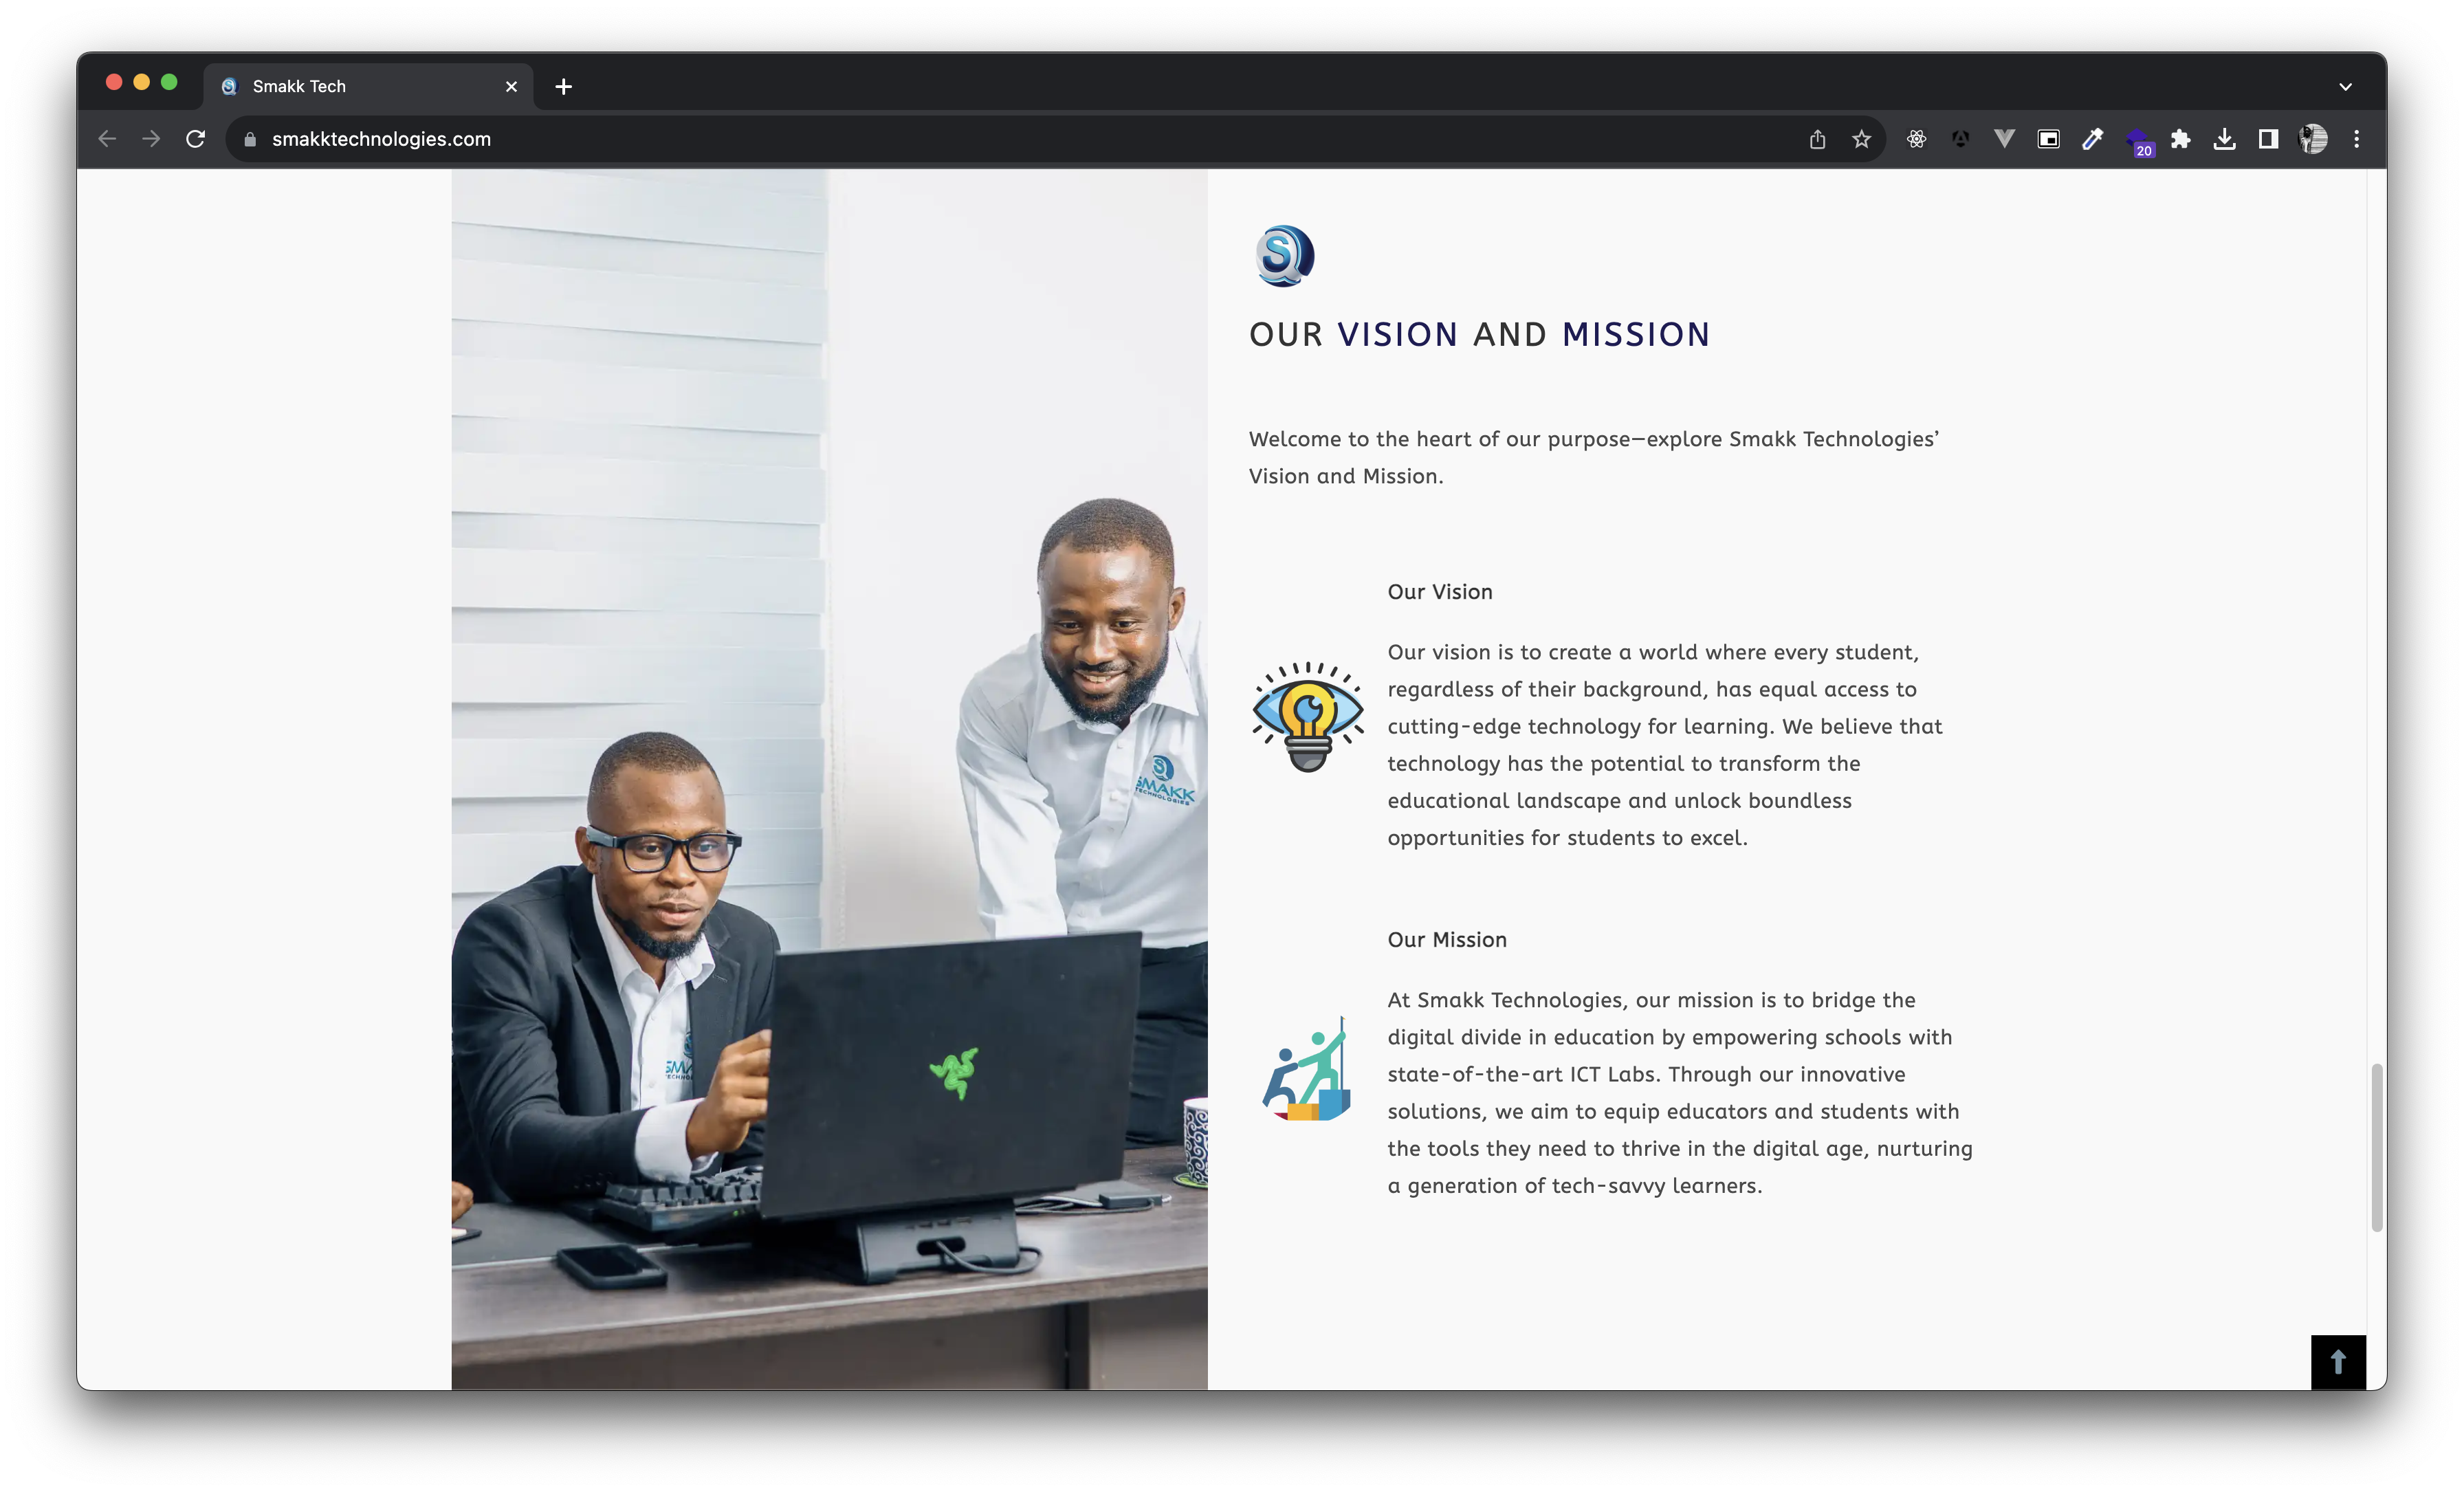 Smakk Tech
smakktechnologies.com
20
S
OUR VISION AND MISSION
Welcome to the heart of our purpose—explore Smakk Technologies’
Vision and Mission.
Our Vision
Our vision is to create a world where every student,
regardless of their background, has equal access to
cutting-edge technology for learning. We believe that
technology has the potential to transform the
educational landscape and unlock boundless
opportunities for students to excel.
SMAKK
TECHNOLOGIES
Our Mission
At Smakk Technologies, our mission is to bridge the
digital divide in education by empowering schools with
state-of-the-art ICT Labs. Through our innovative
solutions, we aim to equip educators and students with
the tools they need to thrive in the digital age, nurturing
a generation of tech-savvy learners.